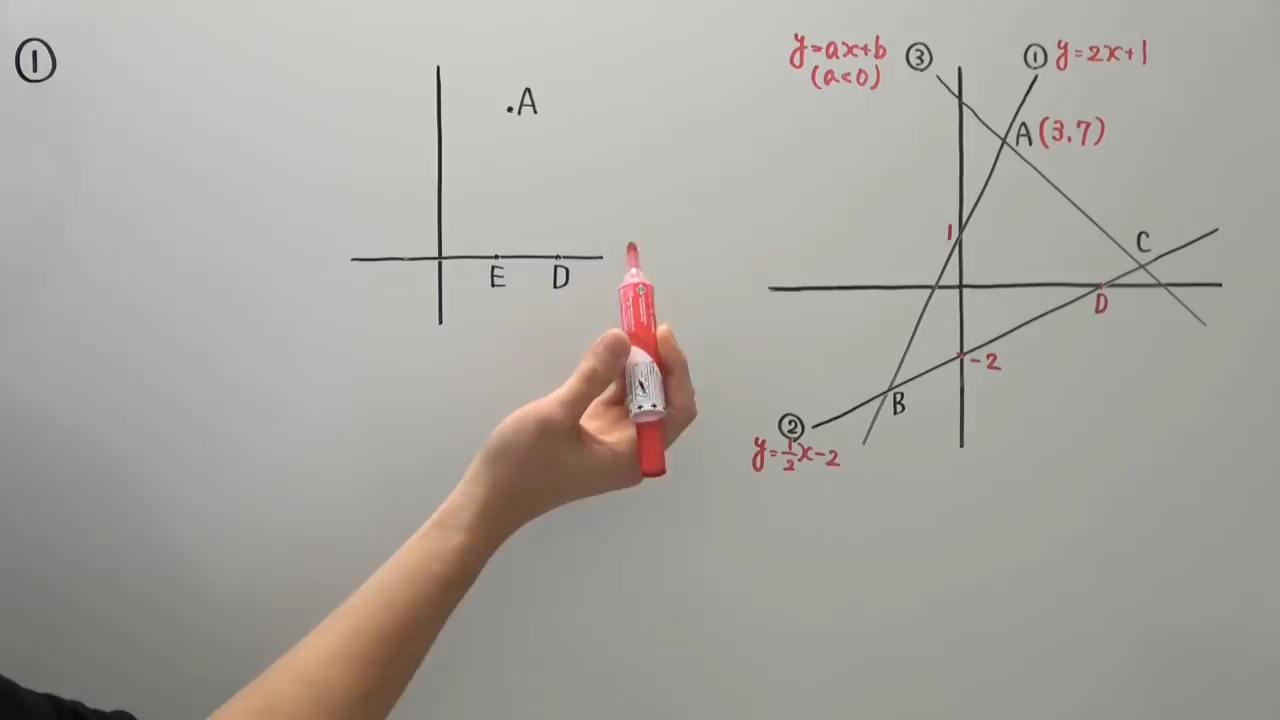 ①
.A
E D
y=ax+b ③
(a<0)
① y=2x+1
A(3,7)
1
C
D
-2
B
②
y=1/2x-2